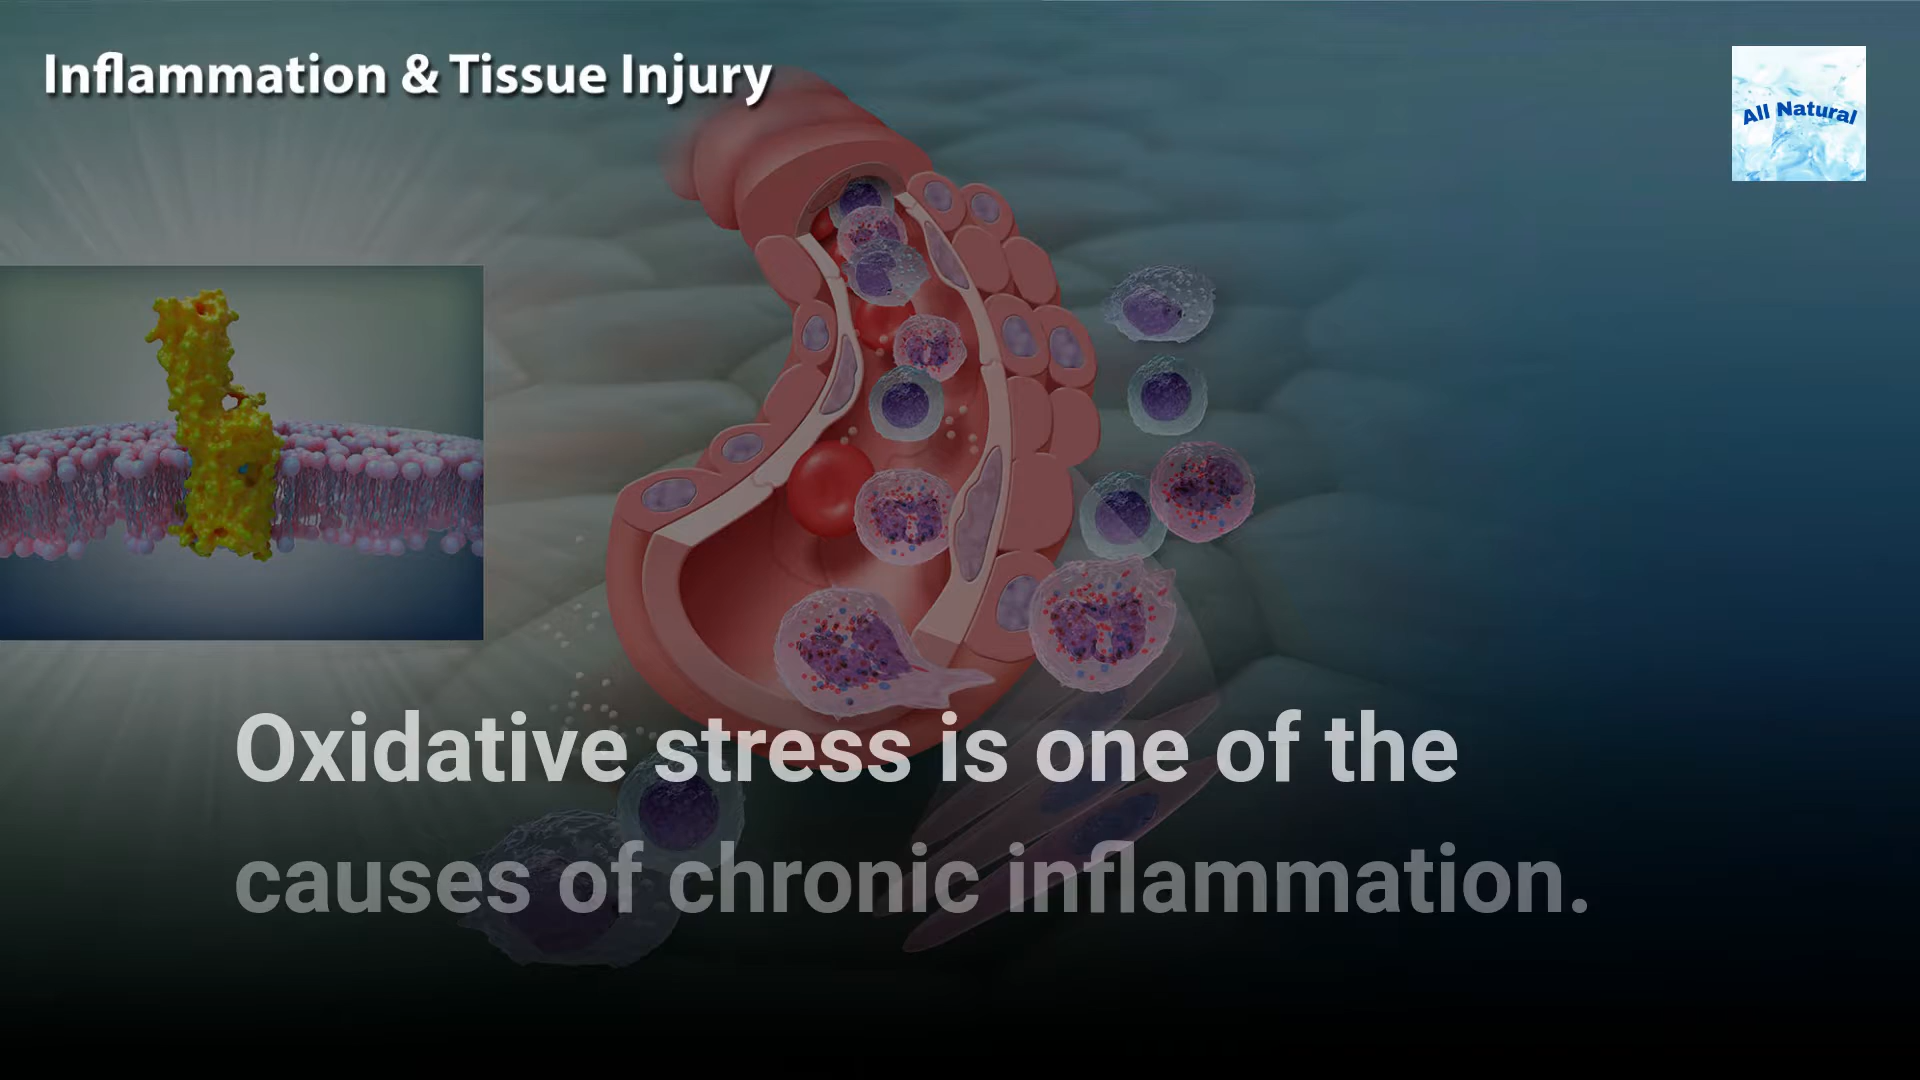 Inflammation & Tissue Injury
All Natural
Oxidative stress is one of the
causes of chronic inflammation.